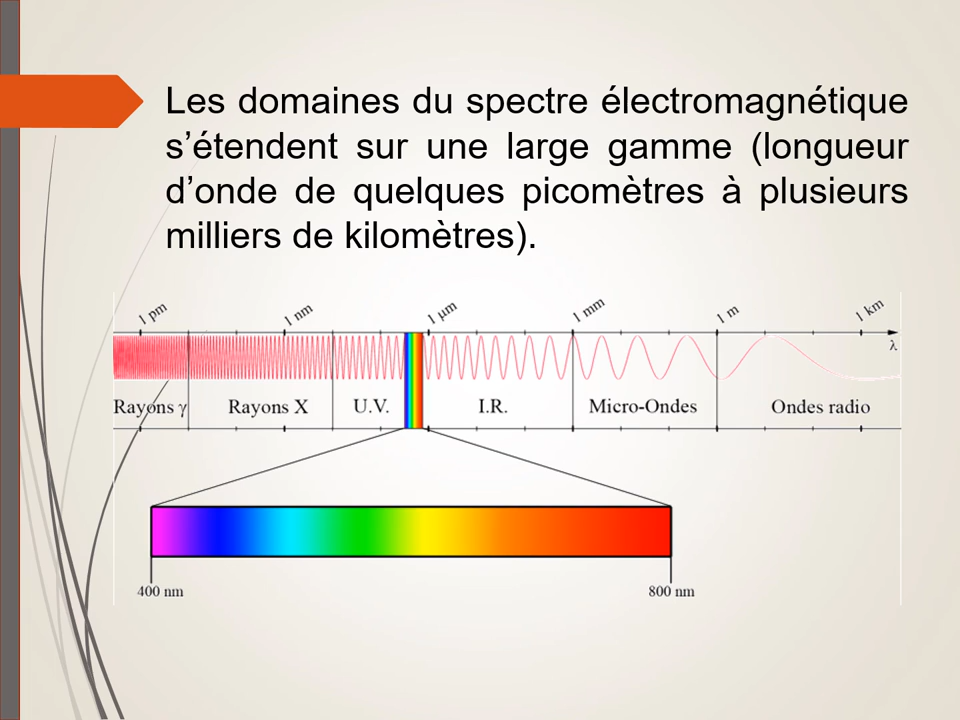 Les domaines du spectre électromagnétique
s’étendent sur une large gamme (longueur
d’onde de quelques picomètres à plusieurs
milliers de kilomètres).
1 pm 1 nm 1 μm 1 mm 1 m 1 km
λ
Rayons γ Rayons X U.V. I.R. Micro-Ondes Ondes radio
400 nm 800 nm